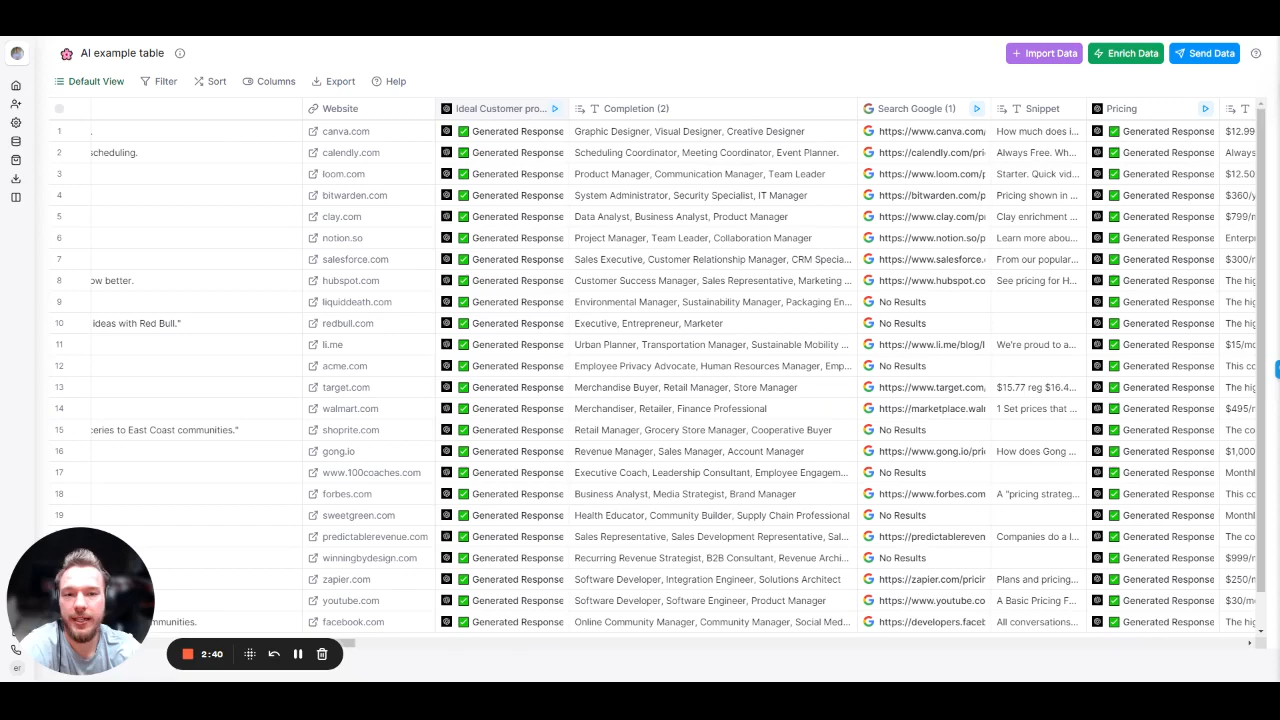 AI example table
Import Data
Enrich Data
Send Data
Default View
Filter
Sort
Columns
Export
Help
Website Ideal Customer pro... Completion (2) Search Google (1) Snippet Pricing
1 . canva.com Generated Response Graphic Designer, Visual Designer, Creative Designer https://www.canva.com/ How much does i... Generated Response $12.99
2 scheduling. calendly.com Generated Response Scheduling Coordinator, Meeting Coordinator, Event Planner. https://calendly.com/pri Always Free. Wh... Generated Response Always
3 loom.com Generated Response Product Manager, Communication Manager, Team Leader https://www.loom.com/p Starter. Quick vid... Generated Response $12.50
4 bitwarden.com Generated Response System Administrator, Security Specialist, IT Manager https://bitwarden.com/p Pricing shown in ... Generated Response $360/y
5 clay.com Generated Response Data Analyst, Business Analyst, Product Manager https://www.clay.com/p Clay enrichment ... Generated Response $799/r
6 notion.so Generated Response Project Manager, Team Leader, Collaboration Manager https://www.notion.so/p Learn more abou... Generated Response Enterp
7 salesforce.com Generated Response Sales Executive, Customer Relationship Manager, CRM Specia... https://www.salesforce. From our popular... Generated Response $300/r
8 ow better. hubspot.com Generated Response Customer Success Manager, Sales Representative, Marketing ... https://www.hubspot.co See pricing for H... Generated Response The hig
9 liquiddeath.com Generated Response Environmental Manager, Sustainability Manager, Packaging En... No Results Generated Response The hig
10 ideas with Red Bull." redbull.com Generated Response Executive, Entrepreneur, Marketer No Results Generated Response The hig
11 li.me Generated Response Urban Planner, Transportation Manager, Sustainable Mobility ... https://www.li.me/blog/l We're proud to a... Generated Response $15/mo
12 acme.com Generated Response Employee Privacy Advocate, Human Resources Manager, Emp... No Results Generated Response This co
13 target.com Generated Response Merchandise Buyer, Retail Manager, Store Manager https://www.target.com, $15.77 reg $16.4... Generated Response The hig
14 walmart.com Generated Response Merchandiser, Retailer, Finance Professional https://marketplace.wali 1 Set prices that ... Generated Response $495/r
15 ceries to East Coast communities." shoprite.com Generated Response Retail Manager, Grocery Store Manager, Cooperative Buyer No Results Generated Response The co
16 gong.io Generated Response Revenue Manager, Sales Manager, Account Manager https://www.gong.io/pri How does Gong ... Generated Response $1,000
17 www.100coaches.com Generated Response Executive Coach, Leadership Consultant, Employee Engagem... No Results Generated Response Monthl
18 forbes.com Generated Response Business Analyst, Media Strategist, Brand Manager https://www.forbes.com A "pricing strateg... Generated Response This co
19 sweetgreen.com Generated Response Health Educator, Community Builder, Supply Chain Professional No Results Generated Response Monthl
predictablerevenue.com Generated Response Sales Representative, Sales Development Representative, Sal... https://predictablereven Companies do a l... Generated Response The hig
winningbydesign.com Generated Response Recurring Revenue Strategist, B2B Consultant, Revenue Archi... No Results Generated Response $999/r
zapier.com Generated Response Software Developer, Integration Engineer, Solutions Architect https://zapier.com/pricir Plans and pricing... Generated Response $250/r
youtube.com Generated Response Software Developer, Software Engineer, Product Manager https://www.youtube.co A Basic Pricing F... Generated Response $30/m
mmunities. facebook.com Generated Response Online Community Manager, Community Manager, Social Med... https://developers.faceb All conversations... Generated Response $15/m
2:40
er